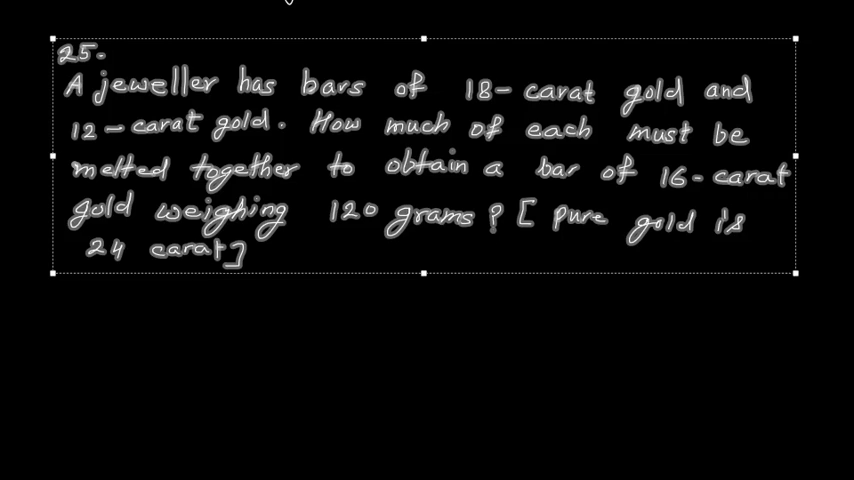 25.
A jeweller has bars of 18-carat gold and
12-carat gold. How much of each must be
melted together to obtain a bar of 16-carat
gold weighing 120 grams? [pure gold is
24 carat]